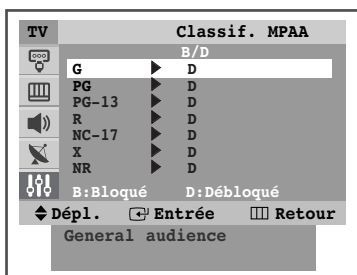 TV Classif. MPAA
B/D
G D
PG D
PG-13 D
R D
NC-17 D
X D
NR D
B:Bloqué D:Débloqué
Dépl. Entrée Retour
General audience